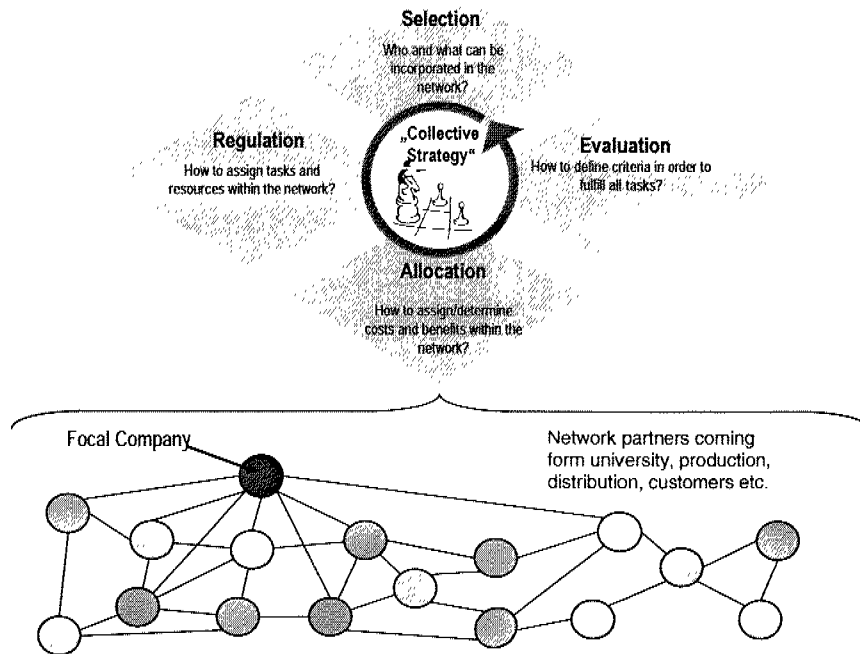 Selection
Who and what can be
incorporated in the
network?
Regulation
How to assign tasks and
resources within the network?
„Collective
Strategy“
Evaluation
How to define criteria in order to
fulfill all tasks?
Allocation
How to assign/determine
costs and benefits within the
network?
Focal Company
Network partners coming
form university, production,
distribution, customers etc.